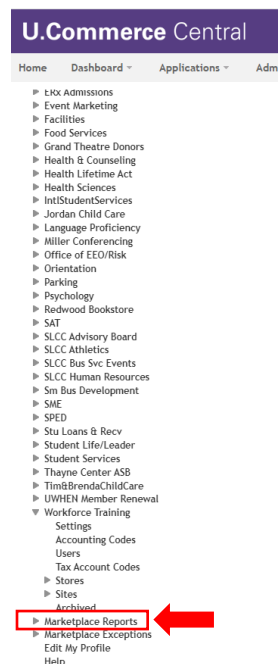 U.Commerce Central
Home Dashboard Applications Adm
ERx Admissions
Event Marketing
Facilities
Food Services
Grand Theatre Donors
Health & Counseling
Health Lifetime Act
Health Sciences
IntlStudentServices
Jordan Child Care
Language Proficiency
Miller Conferencing
Office of EEO/Risk
Orientation
Parking
Psychology
Redwood Bookstore
SAT
SLCC Advisory Board
SLCC Athletics
SLCC Bus Svc Events
SLCC Human Resources
Sm Bus Development
SME
SPED
Stu Loans & Recv
Student Life/Leader
Student Services
Thayne Center ASB
Tim&BrendaChildCare
UWHEN Member Renewal
Workforce Training
Settings
Accounting Codes
Users
Tax Account Codes
Stores
Sites
Archived
Marketplace Reports
Marketplace Exceptions
Edit My Profile
Help